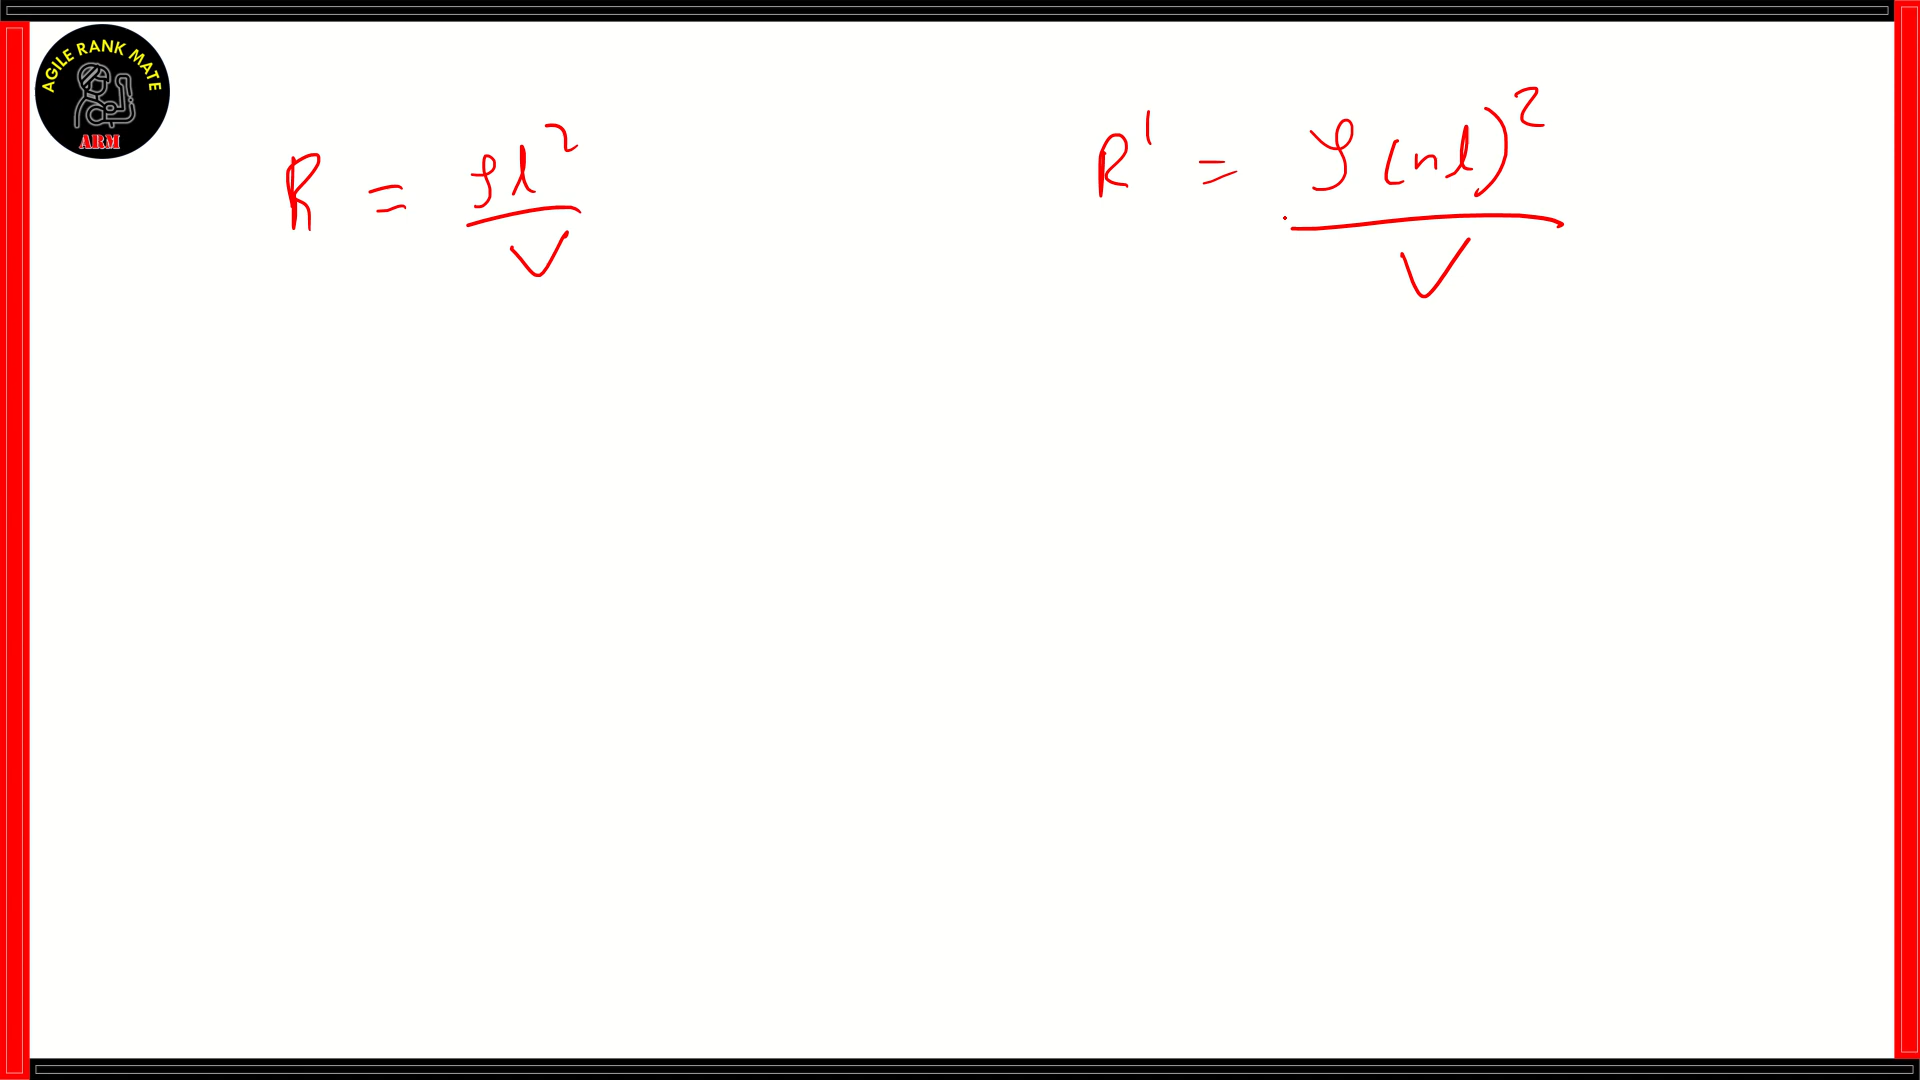 AGILE RANK MATE
ARM
R = ρl²/V
R' = ρ(nl)²/V